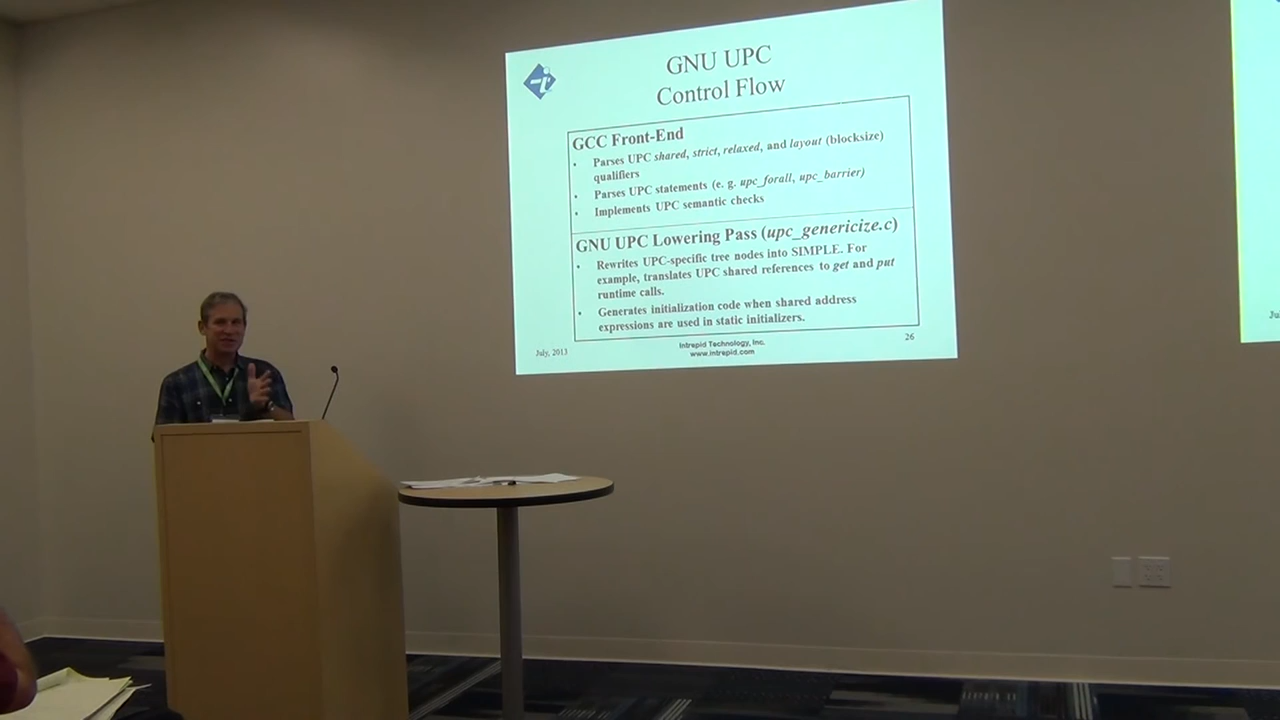 GNU UPC
Control Flow
GCC Front-End
• Parses UPC shared, strict, relaxed, and layout (blocksize)
qualifiers
• Parses UPC statements (e. g. upc_forall, upc_barrier)
• Implements UPC semantic checks
GNU UPC Lowering Pass (upc_genericize.c)
• Rewrites UPC-specific tree nodes into SIMPLE. For
example, translates UPC shared references to get and put
runtime calls.
• Generates initialization code when shared address
expressions are used in static initializers.
July, 2013
Intrepid Technology, Inc.
www.intrepid.com
26
Ju